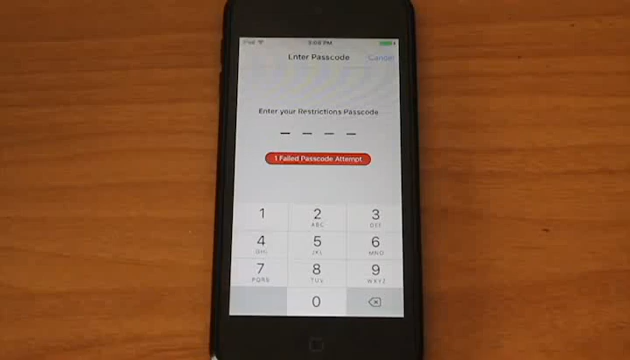 iPod 5:08 PM
Enter Passcode Cancel
Enter your Restrictions Passcode
1 Failed Passcode Attempt
1 2 3
ABC DEF
4 5 6
GHI JKL MNO
7 8 9
PQRS TUV WXYZ
0